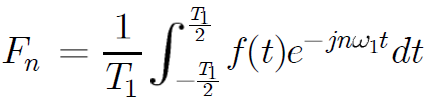 F_n = \frac{1}{T_1} \int_{-\frac{T_1}{2}}^{\frac{T_1}{2}} f(t)e^{-jn\omega_1 t}dt